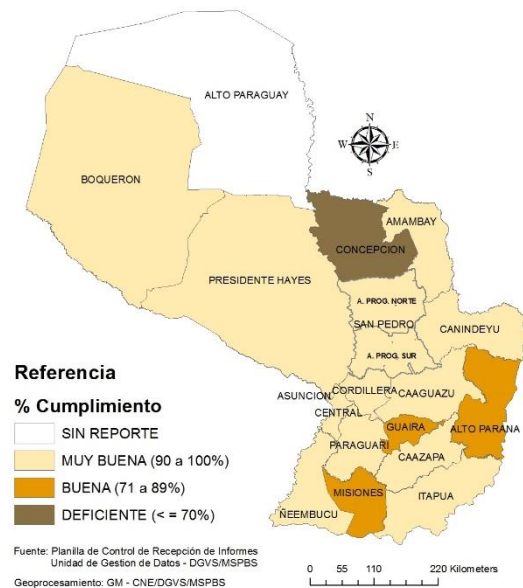 ALTO PARAGUAY
N
W E
S
BOQUERON
AMAMBAY
CONCEPCION
PRESIDENTE HAYES
A. PROG. NORTE
SAN PEDRO
CANINDEYU
A. PROG. SUR
Referencia
% Cumplimiento
SIN REPORTE
MUY BUENA (90 a 100%)
BUENA (71 a 89%)
DEFICIENTE (< = 70%)
ASUNCION
CORDILLERA
CAAGUAZU
CENTRAL
GUAIRA
ALTO PARANA
PARAGUARI
CAAZAPA
MISIONES
ITAPUA
ÑEEMBUCU
Fuente: Planilla de Control de Recepción de Informes
Unidad de Gestion de Datos - DGVS/MSPBS
Geoprocesamiento: GM - CNE/DGVS/MSPBS
0 55 110 220 Kilometers